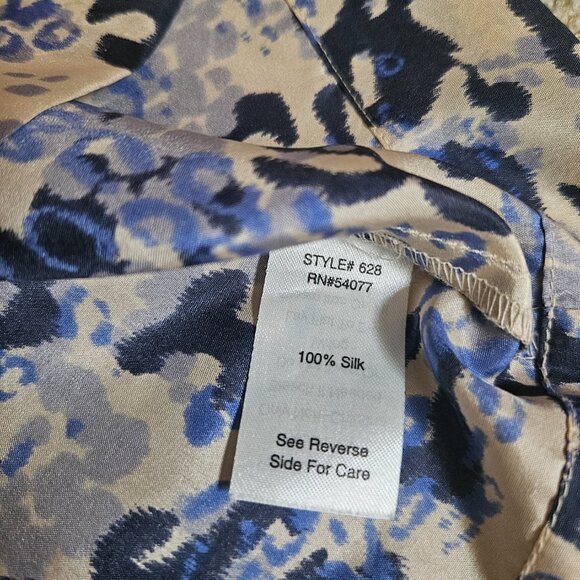 STYLE# 628
RN#54077
100% Silk
See Reverse
Side For Care